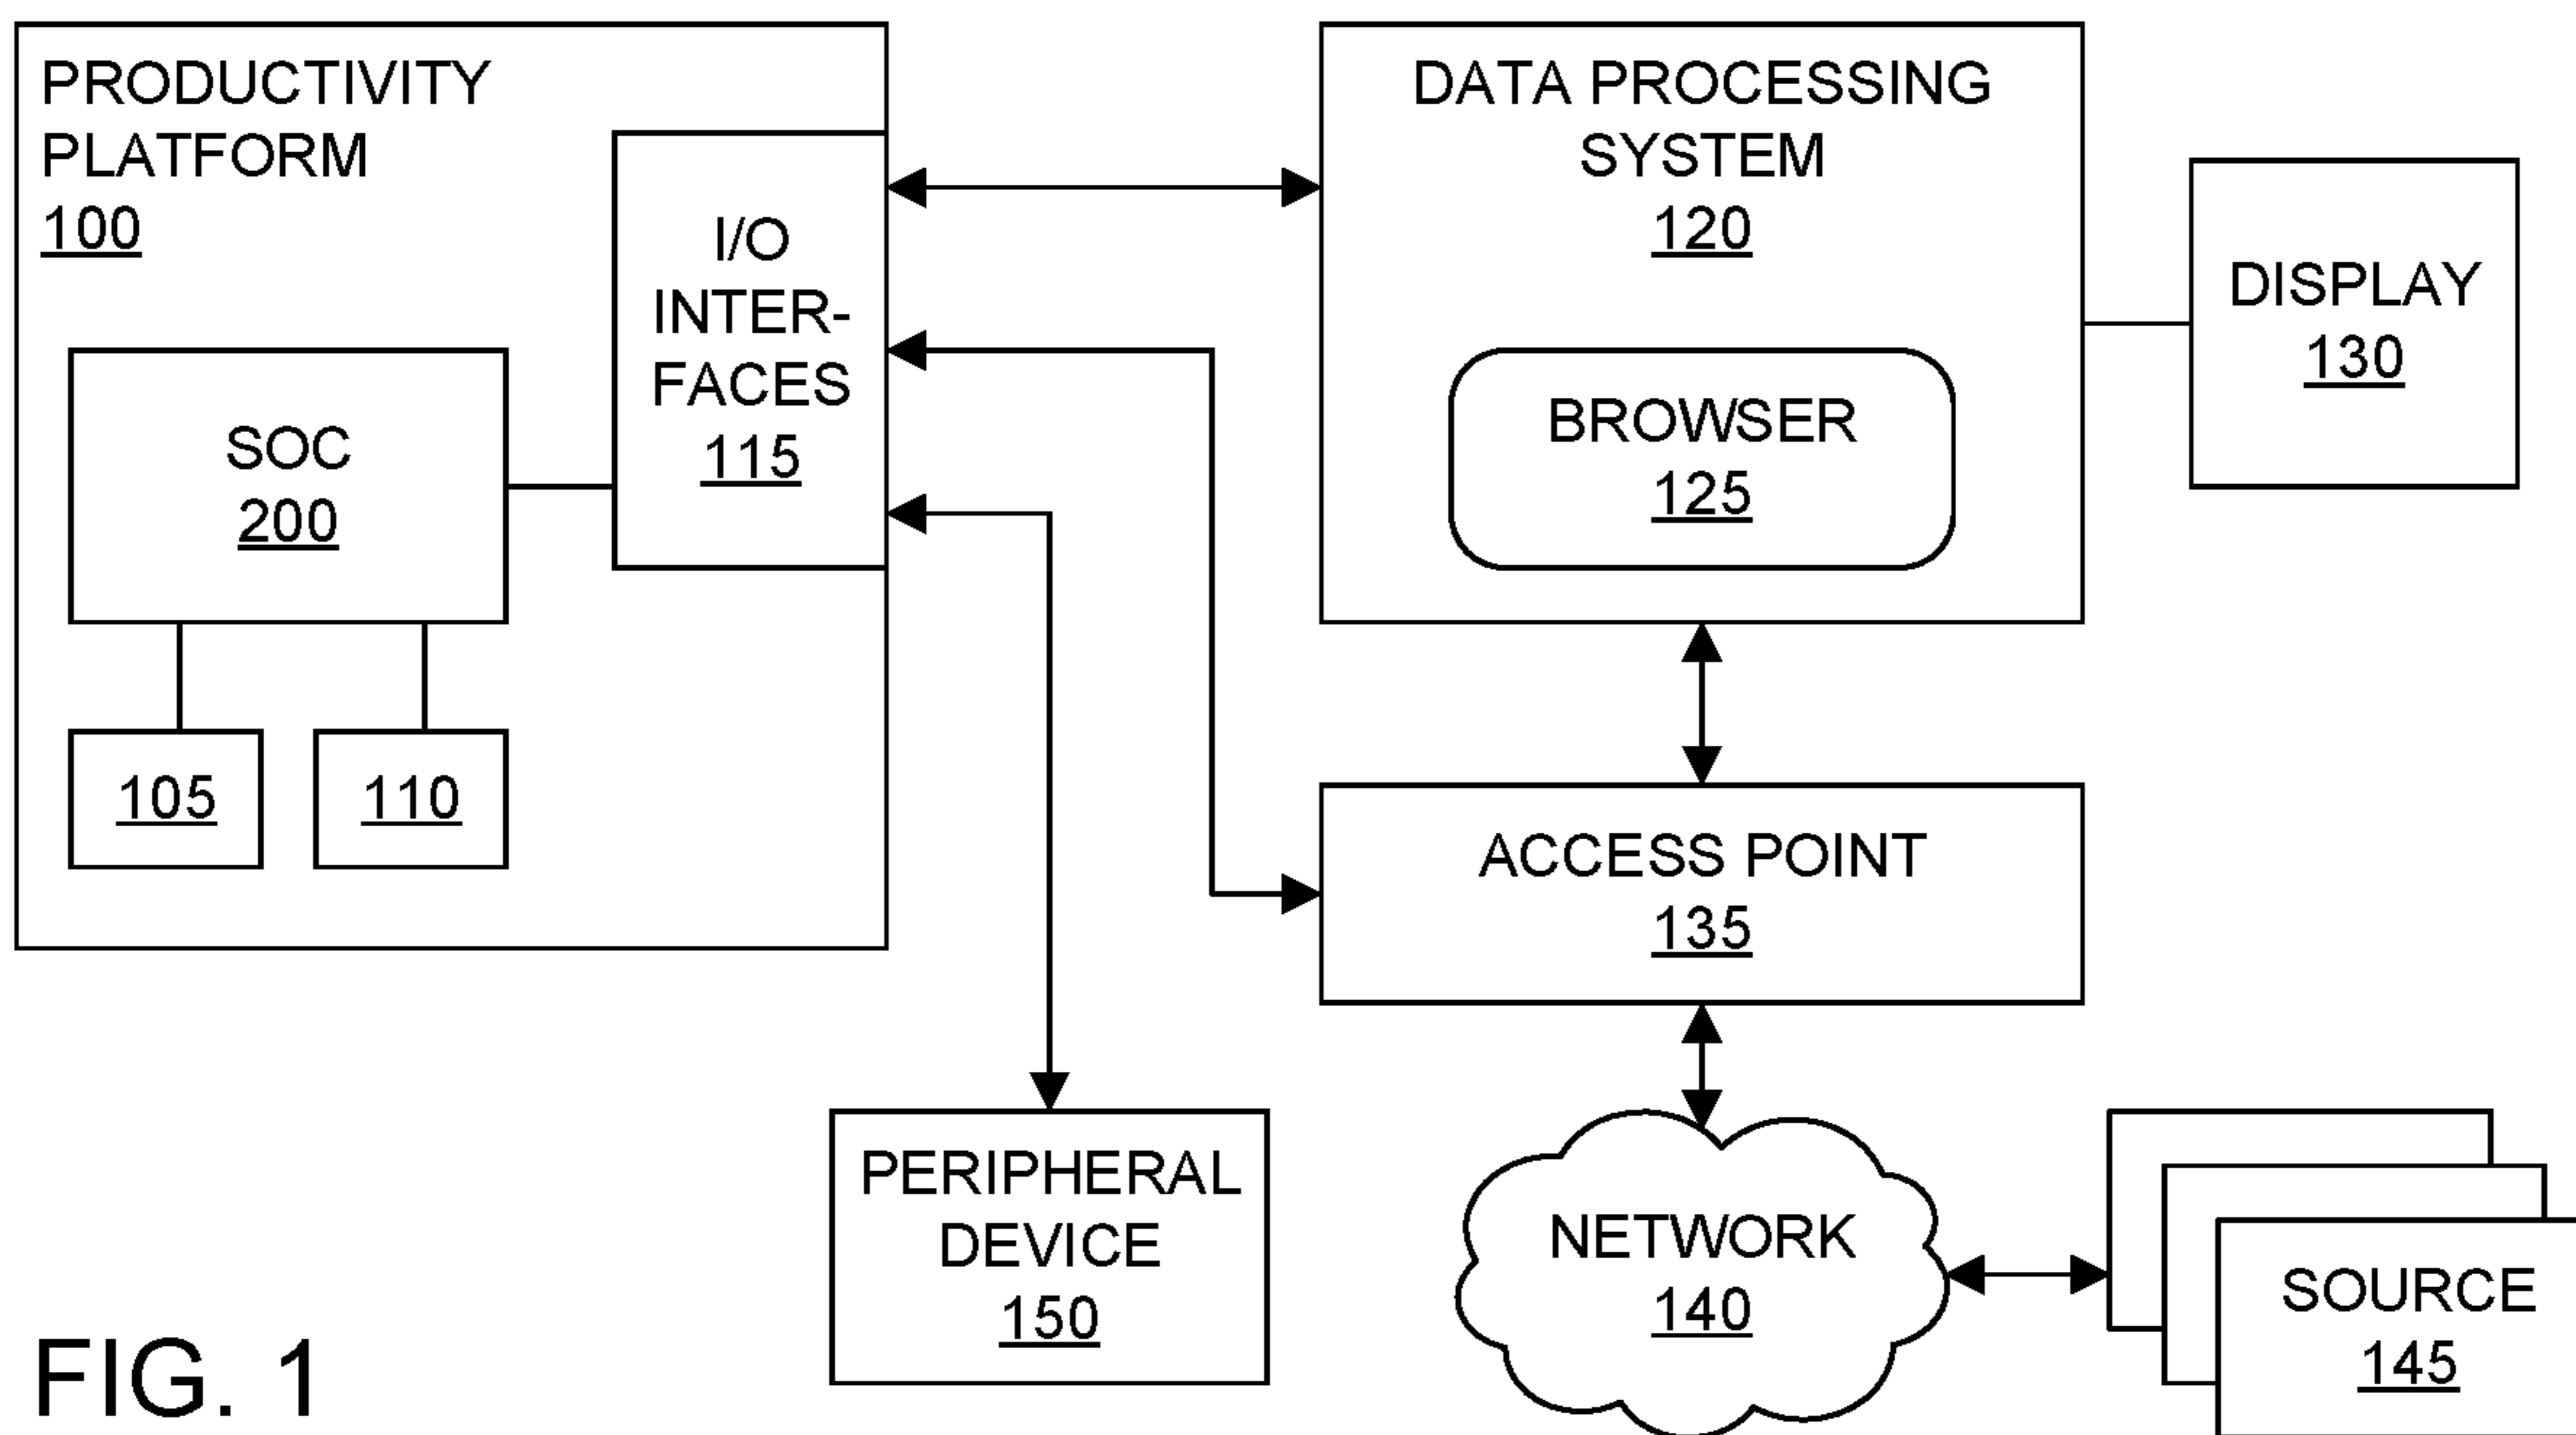 PRODUCTIVITY
PLATFORM
100
I/O
INTER-
FACES
115
SOC
200
105
110
DATA PROCESSING
SYSTEM
120
BROWSER
125
DISPLAY
130
ACCESS POINT
135
PERIPHERAL
DEVICE
150
NETWORK
140
SOURCE
145
FIG. 1